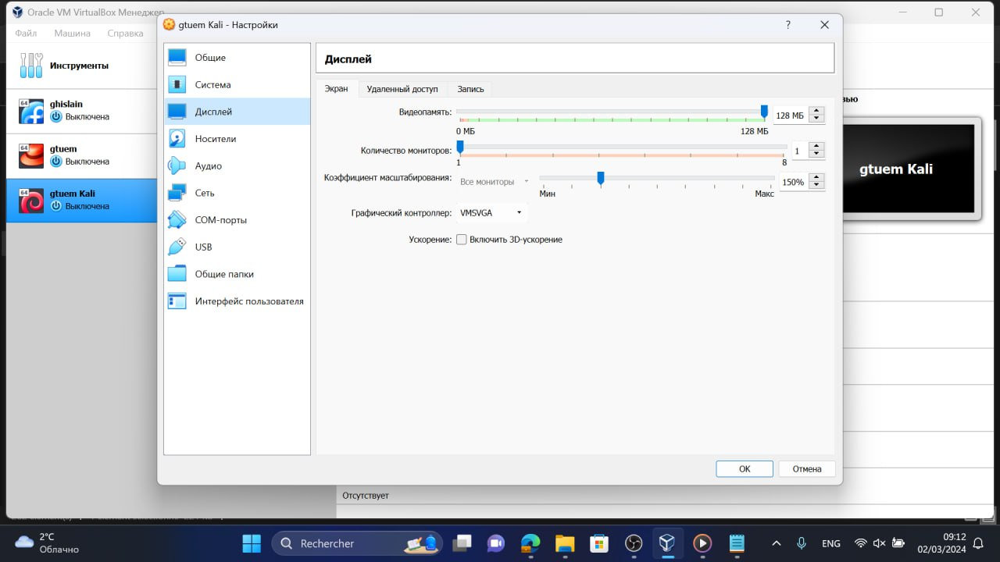 Oracle VM VirtualBox Менеджер
Файл Машина Справка
Инструменты
64
ghislain
Выключена
64
gtuem
Выключена
64
gtuem Kali
Выключена
gtuem Kali - Настройки
?
Общие
Система
Дисплей
Носители
Аудио
Сеть
COM-порты
USB
Общие папки
Интерфейс пользователя
Дисплей
Экран Удаленный доступ Запись
Видеопамять: 128 МБ
0 МБ 128 МБ
Количество мониторов: 1
1 8
Коэффициент масштабирования: Все мониторы 150%
Мин Макс
Графический контроллер: VMSVGA
Ускорение: Включить 3D-ускорение
OK Отмена
gtuem Kali
Отсутствует
2°C
Облачно
Rechercher
ENG
09:12
02/03/2024